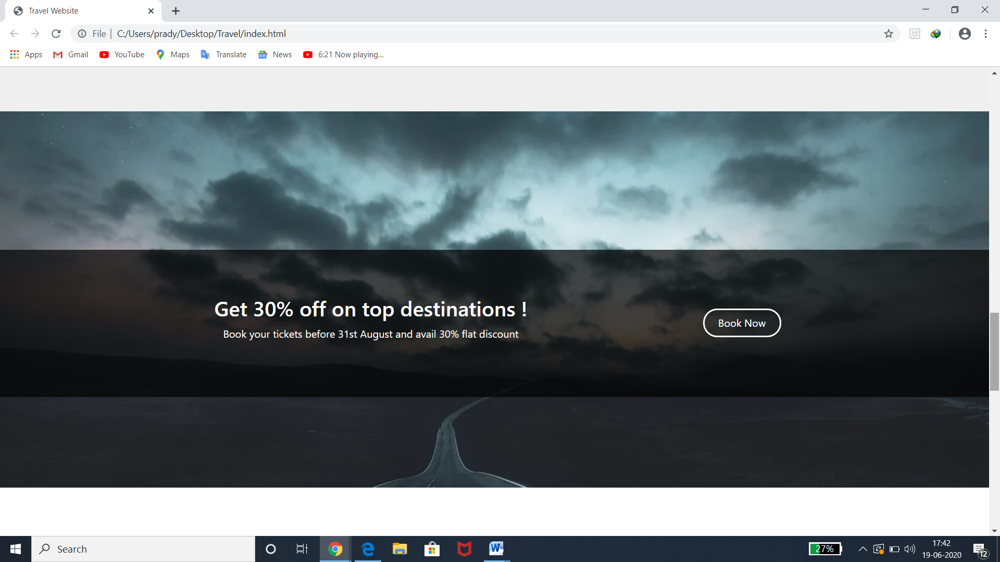 Travel Website
File | C:/Users/prady/Desktop/Travel/index.html
Apps Gmail YouTube Maps Translate News 6:21 Now playing...
Get 30% off on top destinations !
Book your tickets before 31st August and avail 30% flat discount
Book Now
Search
27%
17:42
19-06-2020
12